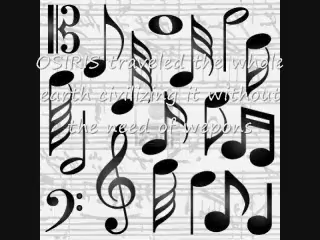 OSIRIS traveled the whole
earth civilizing it without
the need of wepons